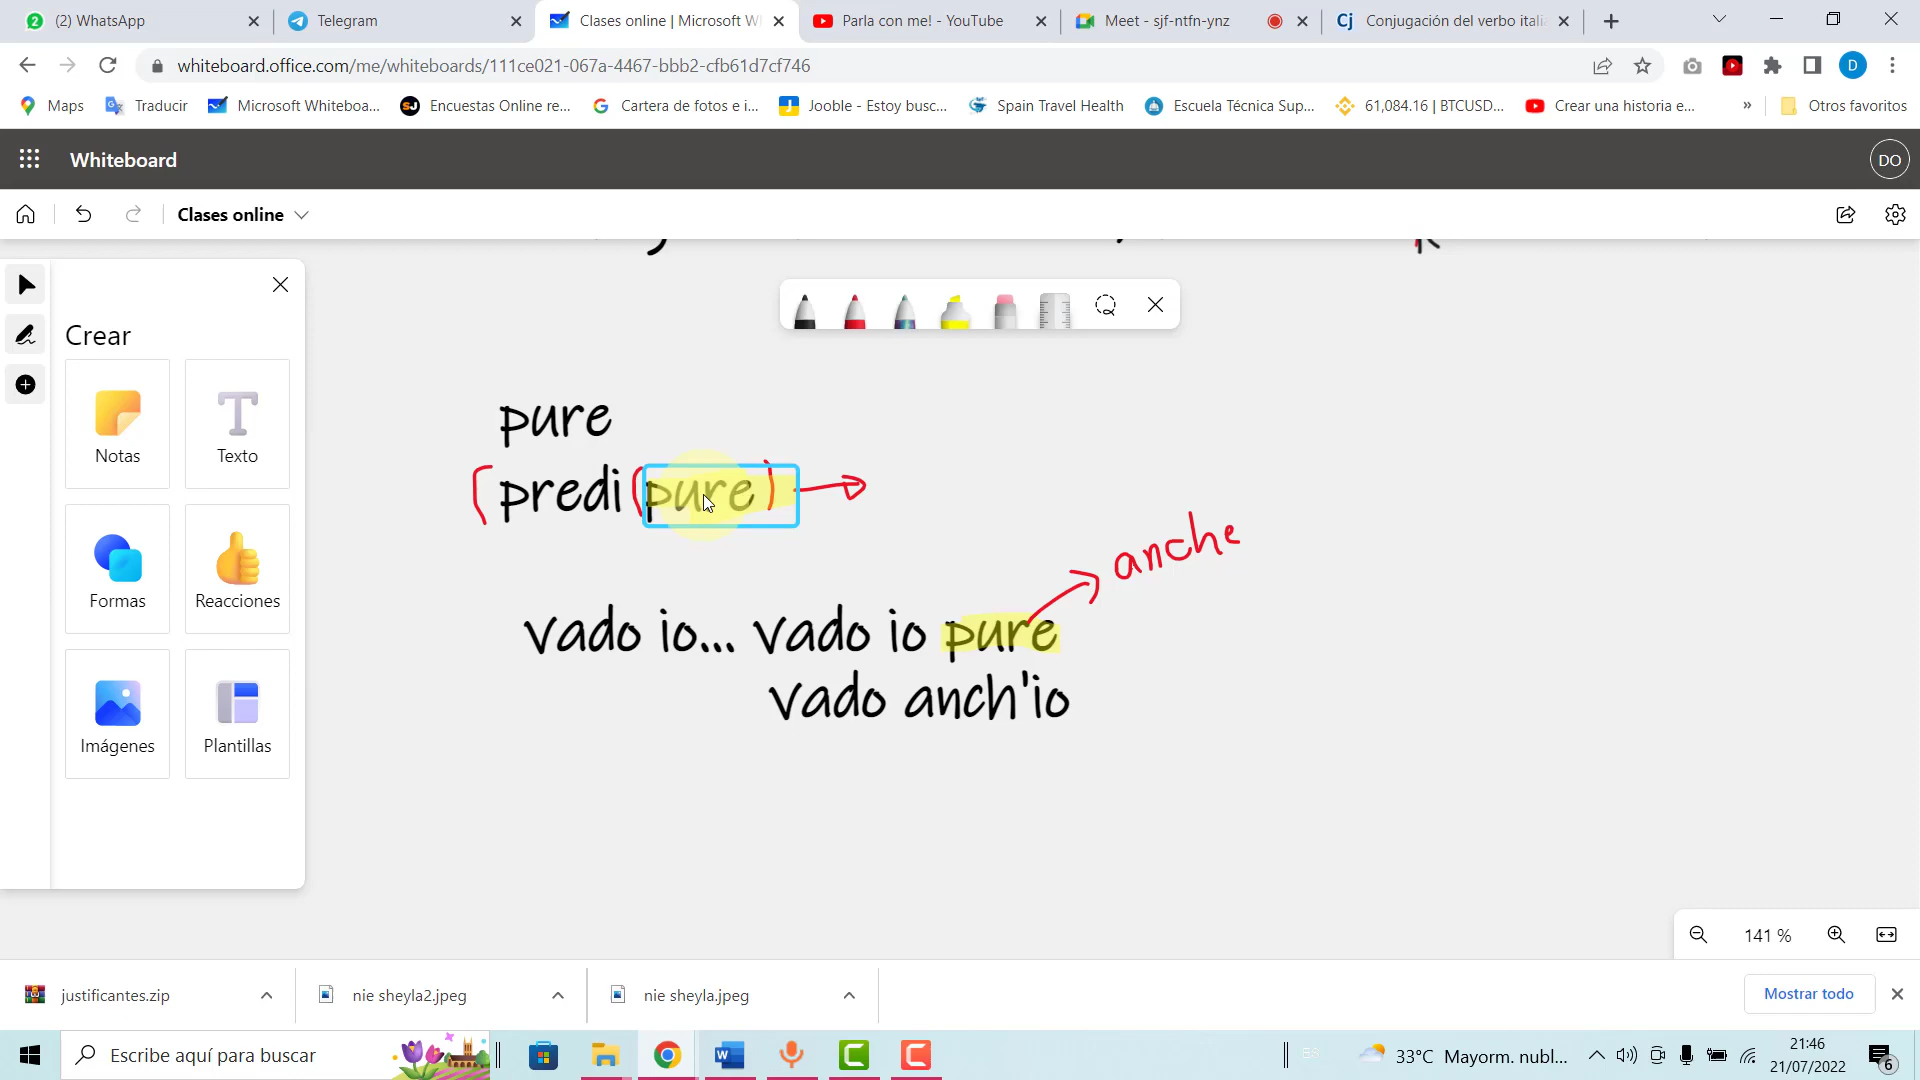 (2) WhatsApp
Telegram
Clases online | Microsoft W
Parla con me! - YouTube
Meet - sjf-ntfn-ynz
Cj Conjugación del verbo itali
whiteboard.office.com/me/whiteboards/111ce021-067a-4467-bbb2-cfb61d7cf746
D
Maps
Traducir
Microsoft Whiteboa...
SJ Encuestas Online re...
Cartera de fotos e i...
Jooble - Estoy busc...
Spain Travel Health
Escuela Técnica Sup...
61,084.16 | BTCUSD...
Crear una historia e...
»
Otros favoritos
Whiteboard
DO
Clases online
Crear
Notas
Texto
Formas
Reacciones
Imágenes
Plantillas
pure
(predi (pure)
anche
vado io... vado io pure
vado anch'io
141 %
justificantes.zip
nie sheyla2.jpeg
nie sheyla.jpeg
Mostrar todo
Escribe aquí para buscar
33°C Mayorm. nubl...
21:46
21/07/2022
6